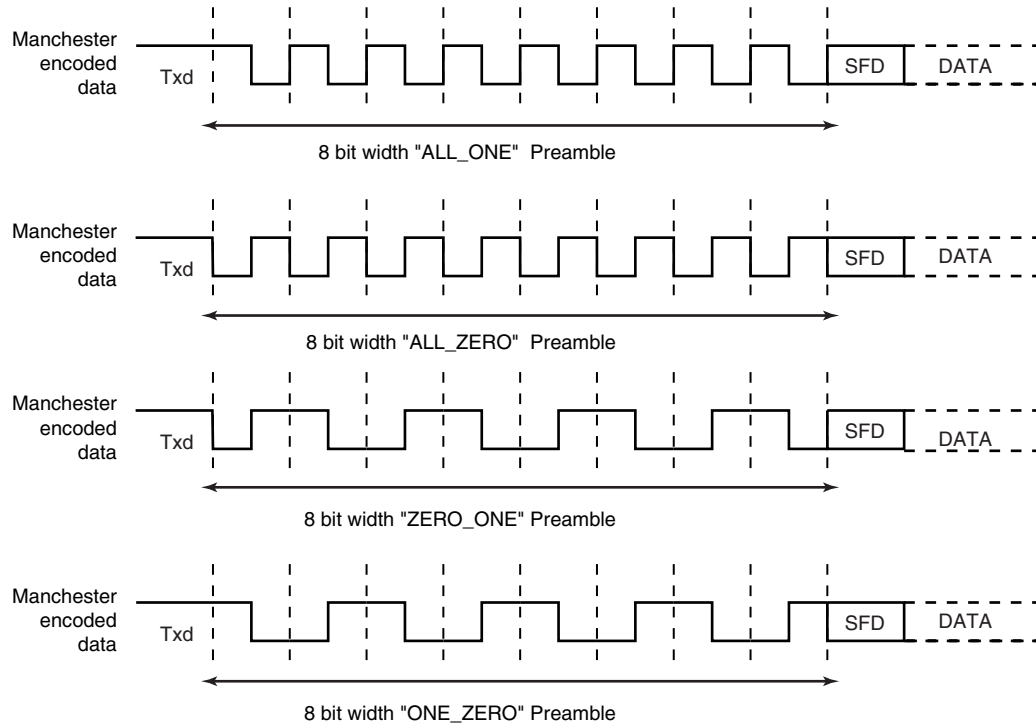 Manchester
encoded
data
Txd
SFD
DATA
8 bit width "ALL_ONE" Preamble
Manchester
encoded
data
Txd
SFD
DATA
8 bit width "ALL_ZERO" Preamble
Manchester
encoded
data
Txd
SFD
DATA
8 bit width "ZERO_ONE" Preamble
Manchester
encoded
data
Txd
SFD
DATA
8 bit width "ONE_ZERO" Preamble